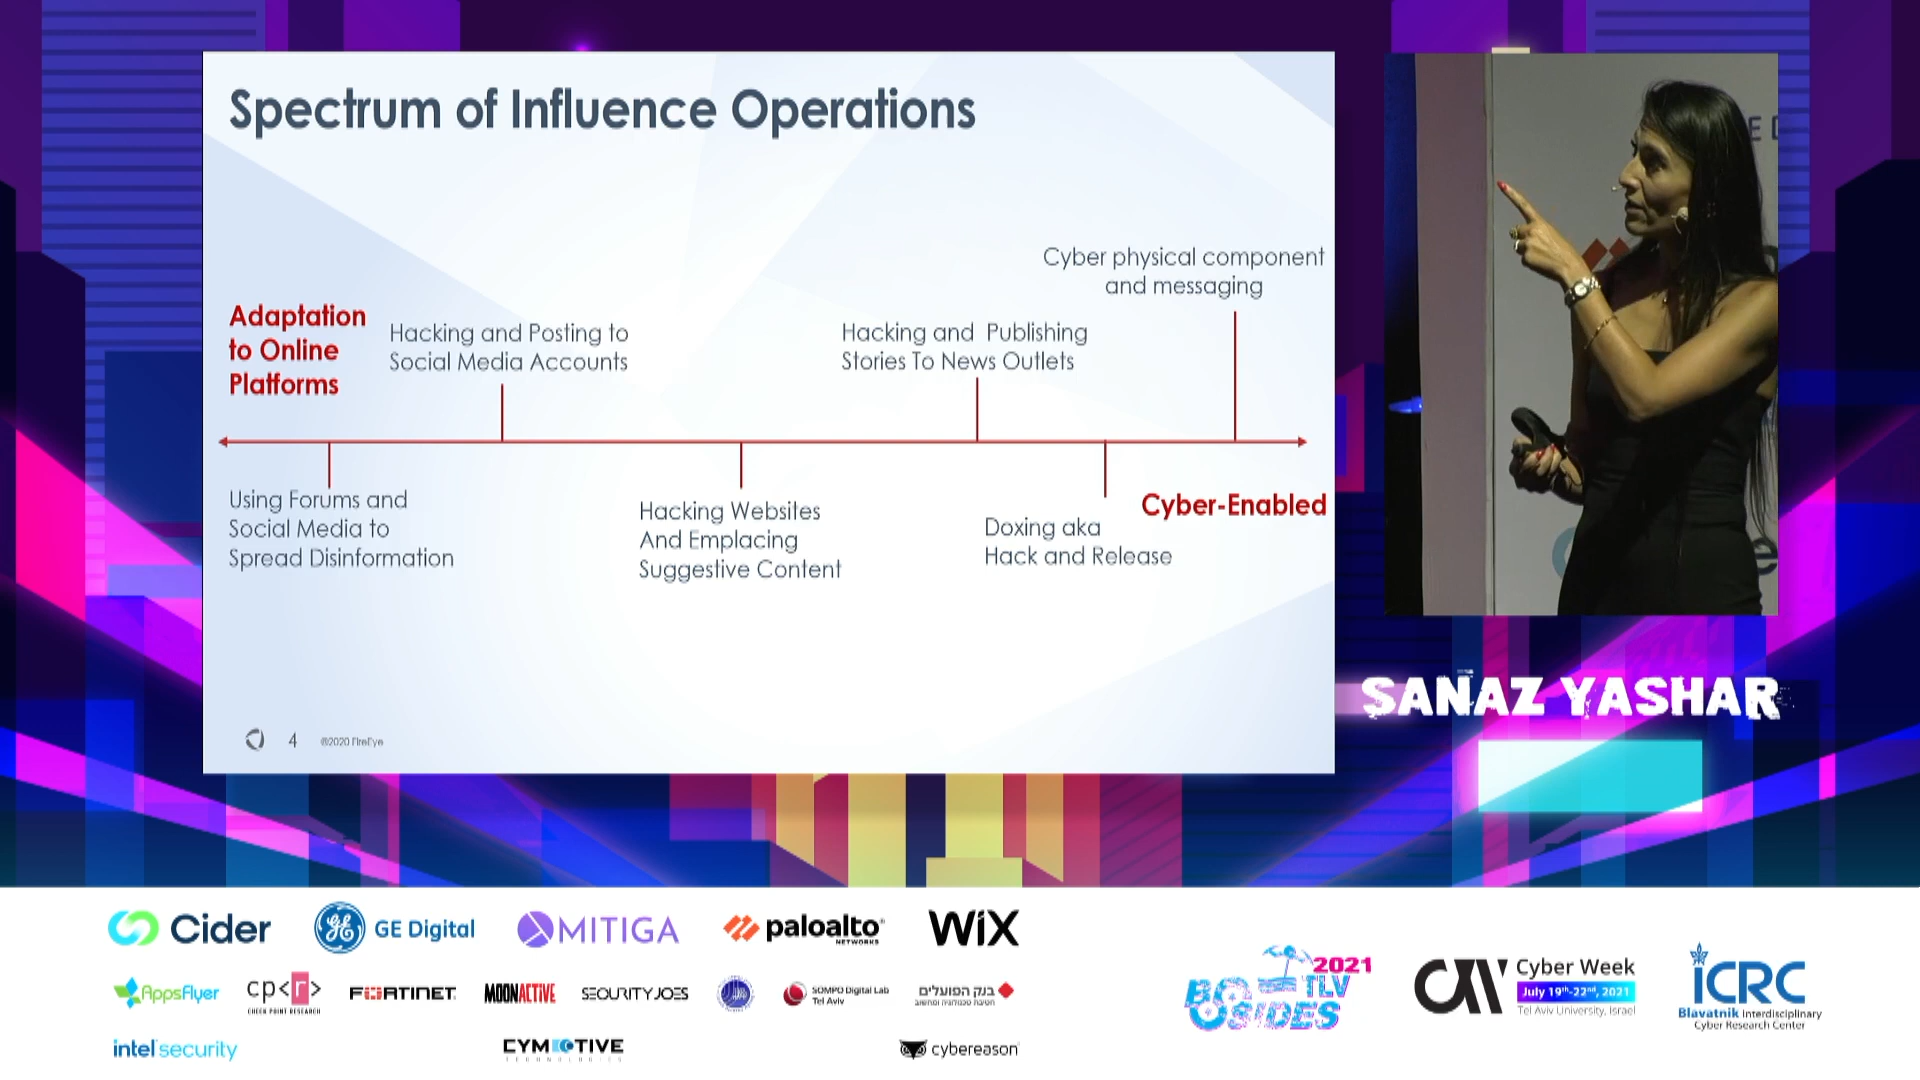 Spectrum of Influence Operations
Cyber physical component
and messaging
Adaptation
to Online
Platforms
Hacking and Posting to
Social Media Accounts
Hacking and Publishing
Stories To News Outlets
Using Forums and
Social Media to
Spread Disinformation
Hacking Websites
And Emplacing
Suggestive Content
Doxing aka
Hack and Release
Cyber-Enabled
4 ©2020 FireEye
SANAZ YASHAR
Cider
GE Digital
MITIGA
paloalto
NETWORKS
WiX
AppsFlyer
cp<r>
CHECK POINT RESEARCH
FORTINET
MOONACTIVE
SECURITYJOES
SOMPO Digital Lab
Tel Aviv
בנק הפועלים
חטיבת טכנולוגיה ומחשוב
intel security
CYMOTIVE
TECHNOLOGIES
cybereason
2021
TLV
BSIDES
Cyber Week
July 19th-22nd, 2021
Tel Aviv University, Israel
ICRC
Blavatnik Interdisciplinary
Cyber Research Center